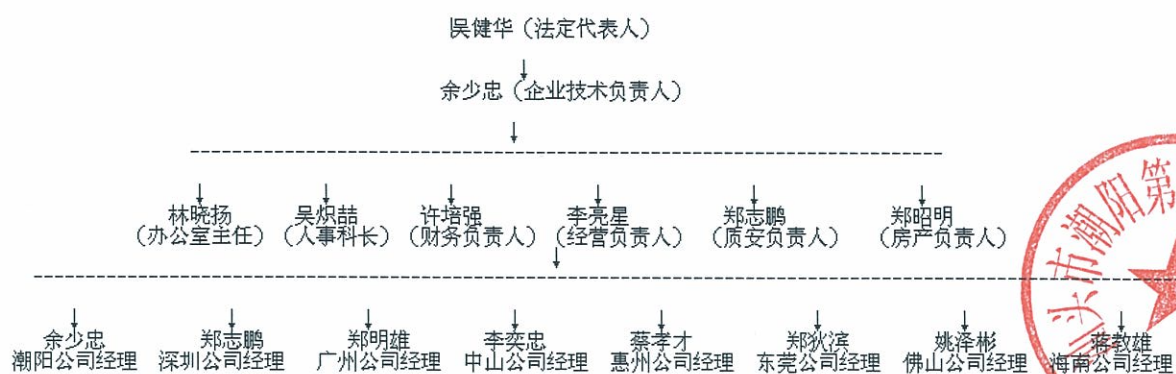 吴健华（法定代表人）
余少忠（企业技术负责人）
林晓扬 吴炽喆 许培强 李亮星 郑志鹏 郑昭明
（办公室主任） （人事科长） （财务负责人） （经营负责人） （质安负责人） （房产负责人）
余少忠 郑志鹏 郑明雄 李奕忠 蔡孝才 郑狄滨 姚泽彬 蒋教雄
潮阳公司经理 深圳公司经理 广州公司经理 中山公司经理 惠州公司经理 东莞公司经理 佛山公司经理 海南公司经理
头市潮阳第